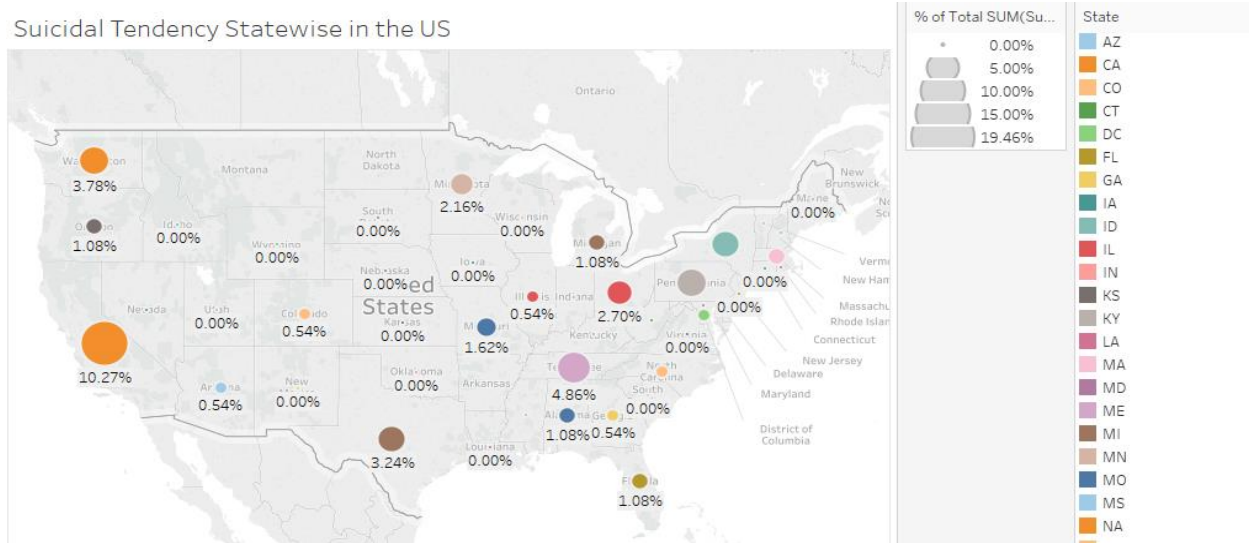 Suicidal Tendency Statewise in the US
Ontario
North
Dakota
Montana
New
Brunswick
3.78%
2.16%
0.00%
South
0.00%
0.00%
1.08%
0.00%
0.00%
1.08%
Nebraska
0.00%
0.00%
Verm
New Ham
0.00%
ed
States
Indiana
0.00%
0.00%
Massachu
Rhode Islan
Connecticut
0.00%
0.54%
0.54%
2.70%
Kentucky
Virginia
0.00%
0.00%
1.62%
New Jersey
Delaware
Maryland
10.27%
Oklahoma
0.00%
Arkansas
4.86%
North
South
0.00%
0.54%
New
0.00%
1.08%
0.54%
District of
Columbia
3.24%
Louisiana
0.00%
1.08%
% of Total SUM(Su...
0.00%
5.00%
10.00%
15.00%
19.46%
State
AZ
CA
CO
CT
DC
FL
GA
IA
ID
IL
IN
KS
KY
LA
MA
MD
ME
MI
MN
MO
MS
NA